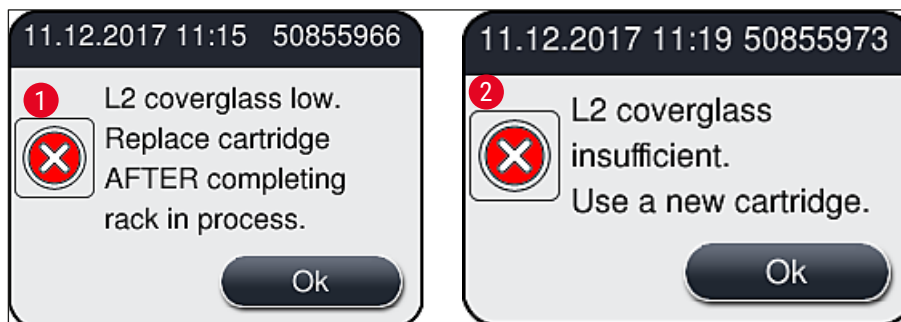 11.12.2017 11:15 50855966
1
L2 coverglass low.
Replace cartridge
AFTER completing
rack in process.
Ok
11.12.2017 11:19 50855973
2
L2 coverglass
insufficient.
Use a new cartridge.
Ok